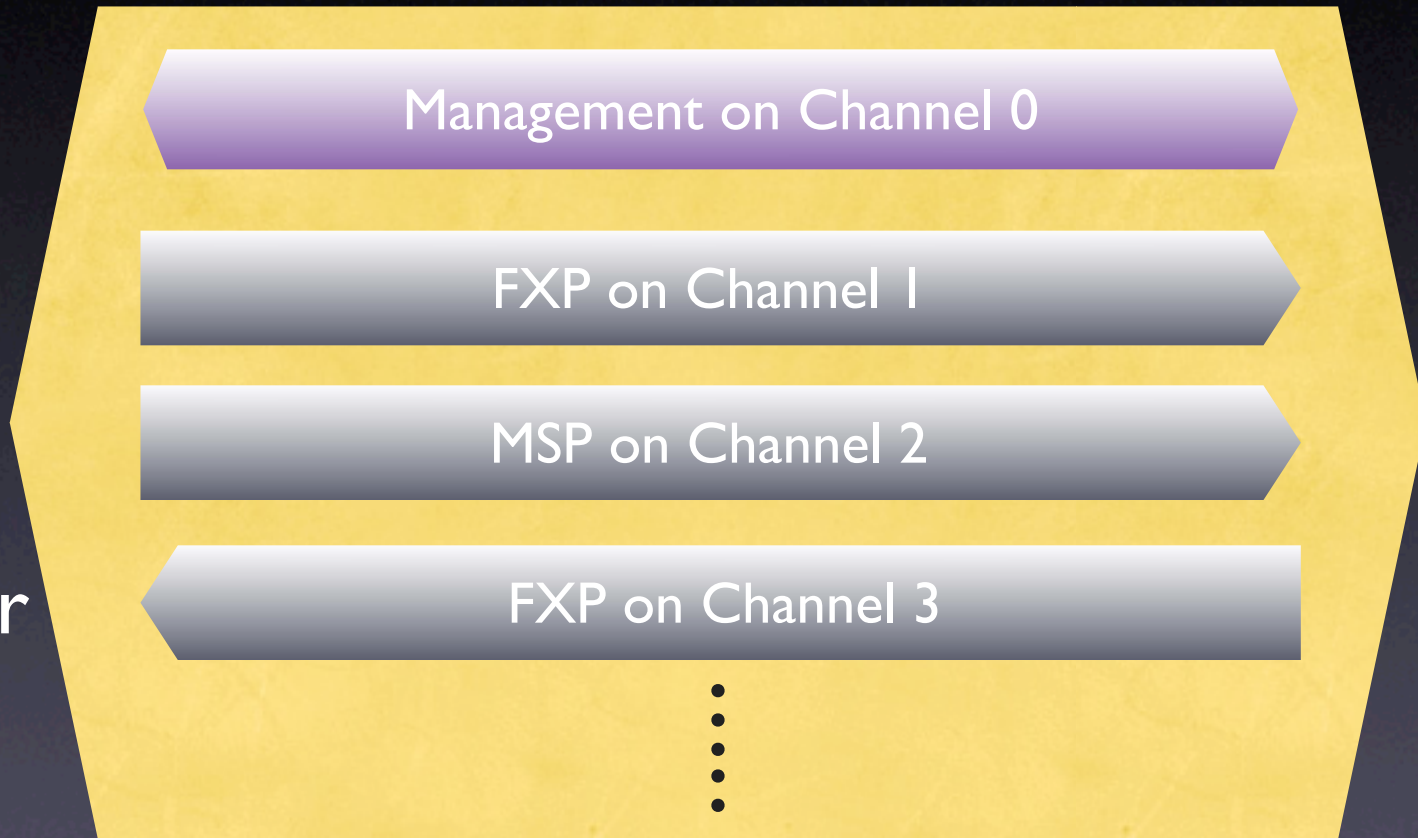 Management on Channel 0
FXP on Channel 1
MSP on Channel 2
r
FXP on Channel 3